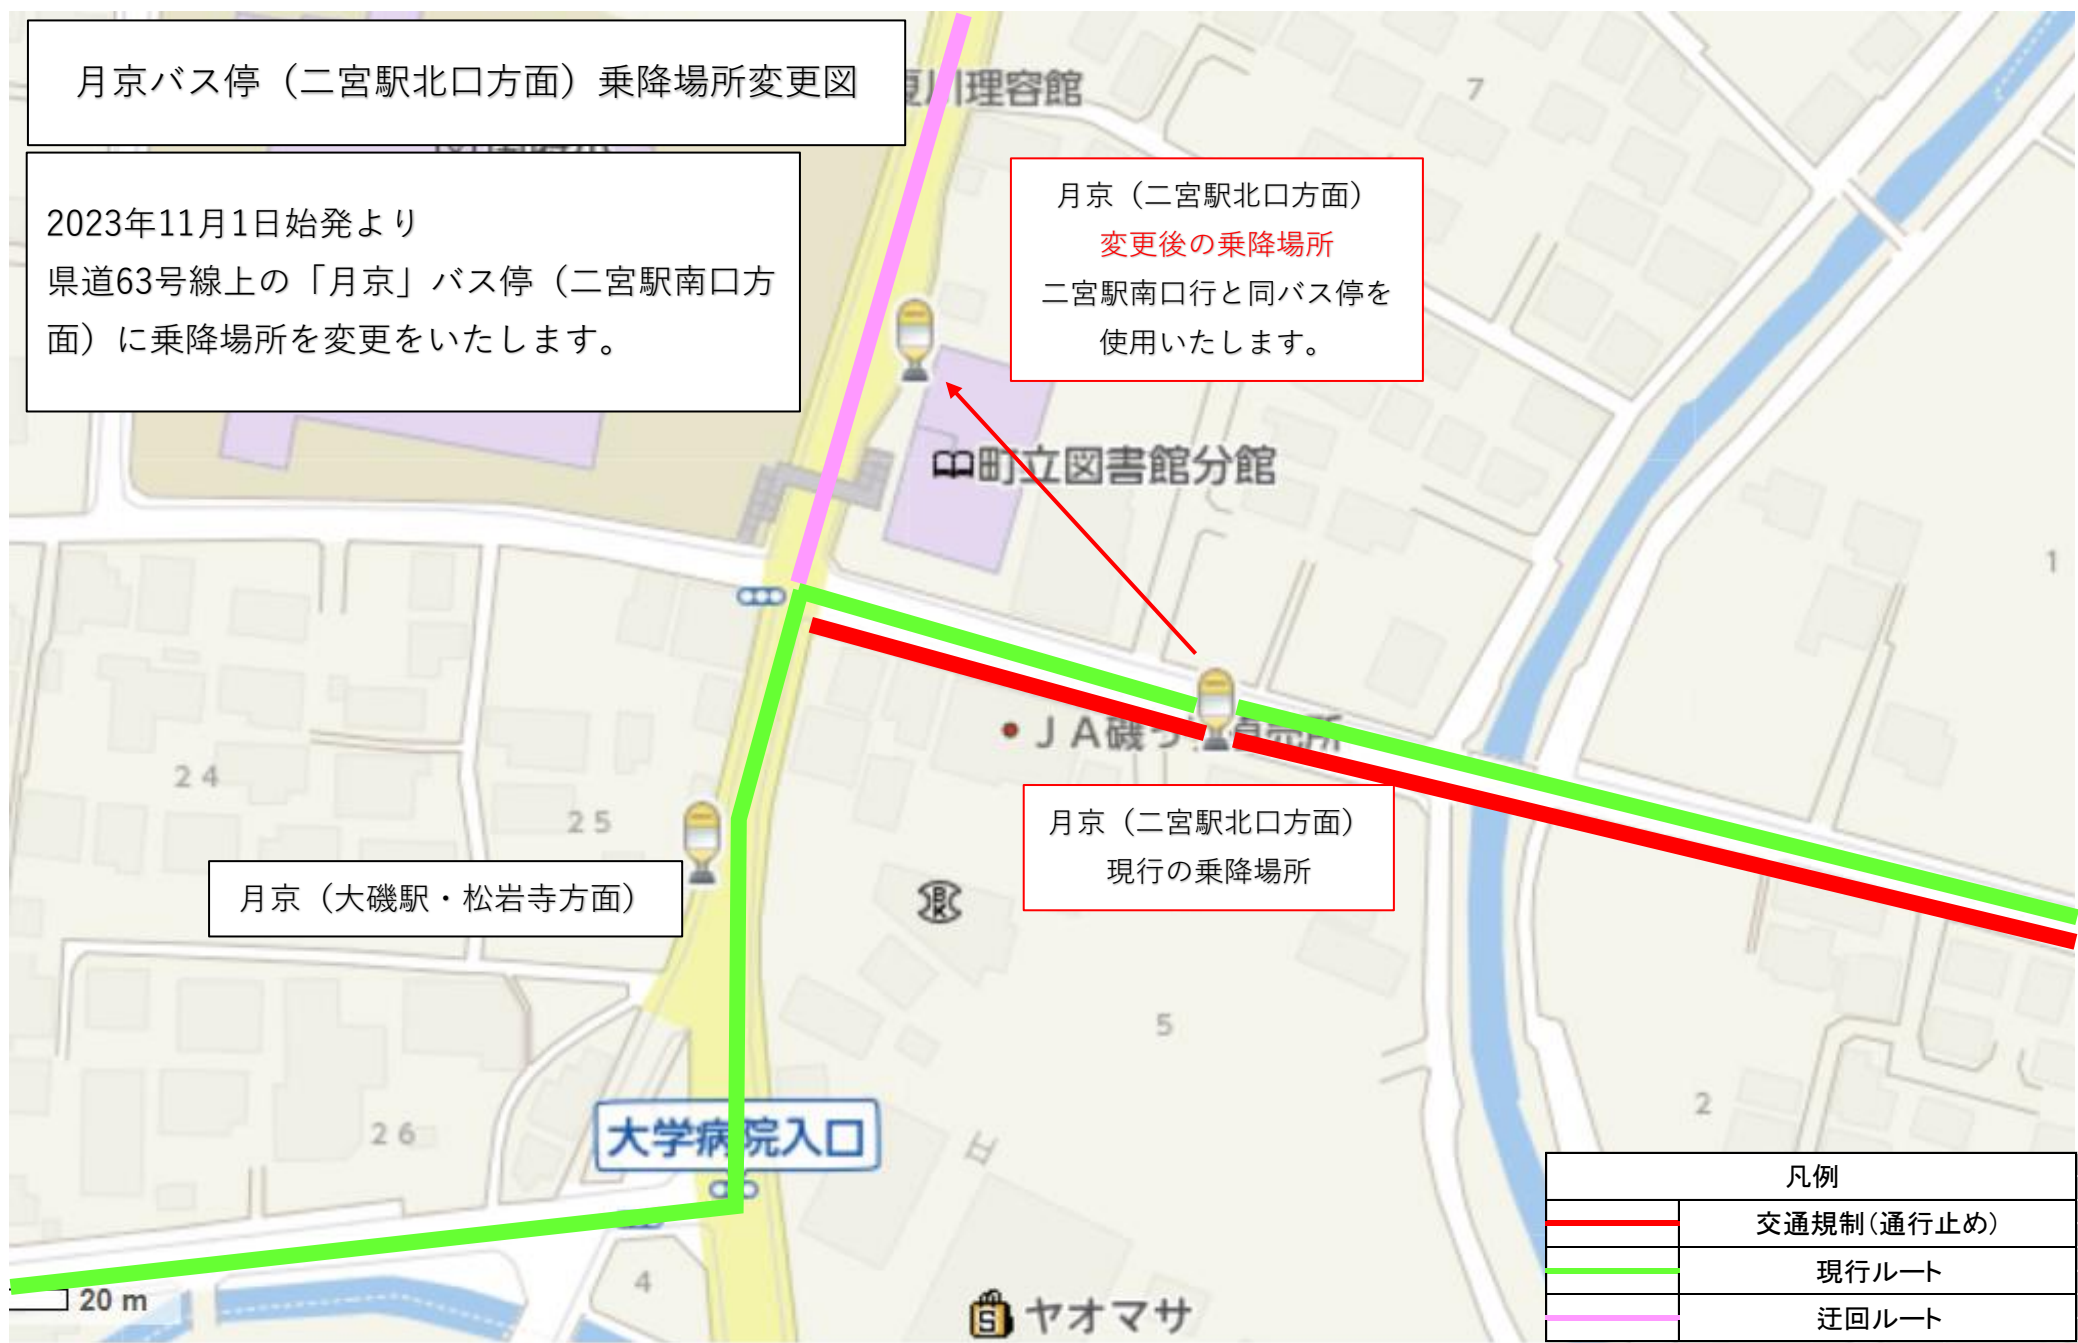 月京バス停（二宮駅北口方面）乗降場所変更図
理容館
2023年11月1日始発より
県道63号線上の「月京」バス停（二宮駅南口方
面）に乗降場所を変更をいたします。
月京（二宮駅北口方面）
変更後の乗降場所
二宮駅南口行と同バス停を
使用いたします。
7
町立図書館分館
1
ＪＡ磯
直売所
24
25
月京（二宮駅北口方面）
現行の乗降場所
月京（大磯駅・松岩寺方面）
BK
5
2
26
大学病院入口
4
20 m
S
ヤオマサ
凡例
交通規制(通行止め)
現行ルート
迂回ルート